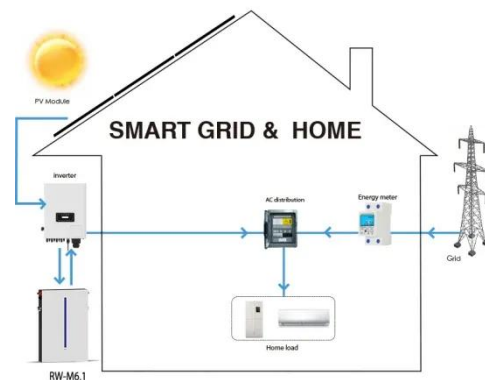 PV Module
SMART GRID & HOME
inverter
AC distribution
Energy meter
Grid
Home load
RW-M6.1